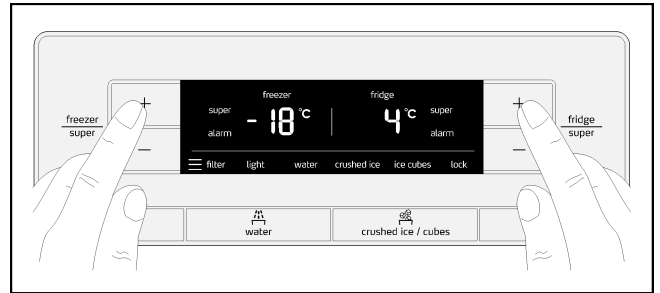 freezer
super
+
−
freezer
super
alarm
- 18 °C
fridge
4 °C
super
alarm
filter light water crushed ice ice cubes lock
+
−
fridge
super
water
crushed ice / cubes